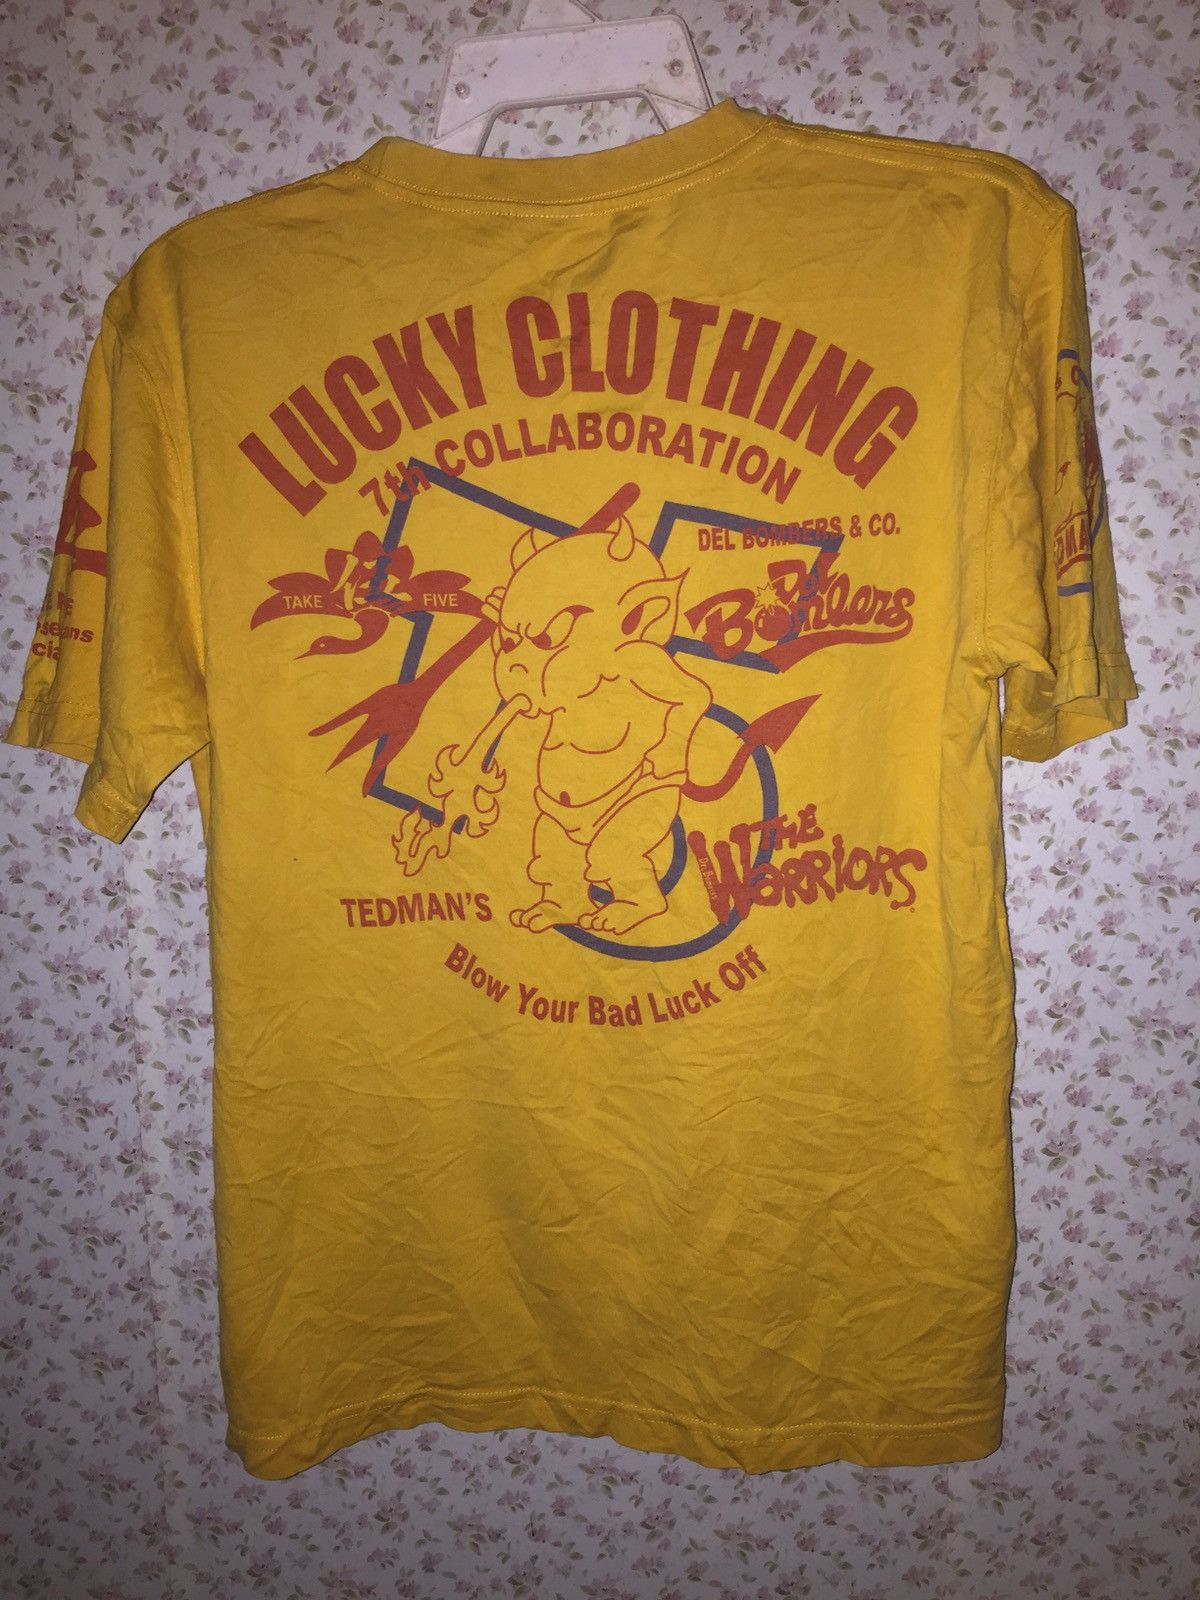 LUCKY CLOTHING
7th COLLABORATION
DEL BOMBERS & CO.
TAKE FIVE
Del Bombers
THE WARRIORS
TEDMAN'S
Blow Your Bad Luck Off